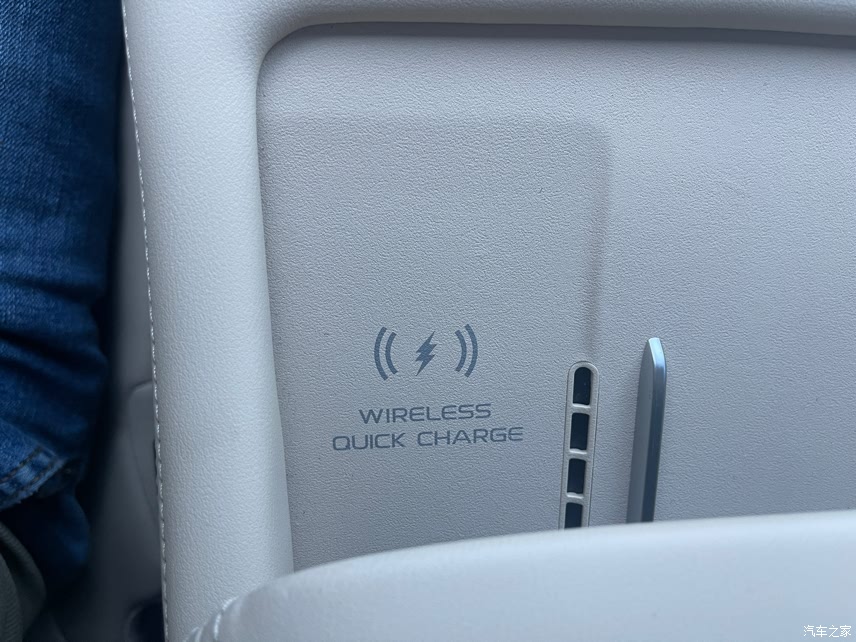 WIRELESS
QUICK CHARGE
汽车之家